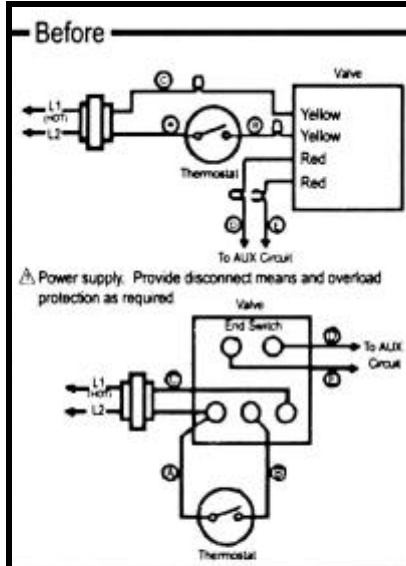 Before
Valve
C
L1
(HOT)
L2
A
B
Thermostat
Yellow
Yellow
Red
Red
D
E
To AUX Circuit
⚠ Power supply. Provide disconnect means and overload
protection as required
Valve
End Switch
D
To AUX
Circuit
L1
(HOT)
C
L2
A
B
Thermostat